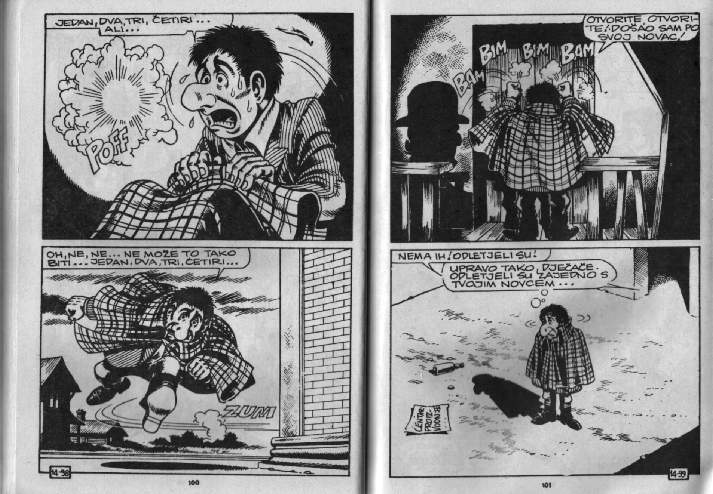 JEDAN, DVA, TRI, ČETIRI...
ALI...
POFF
OH, NE, NE... NE MOŽE TO TAKO
BITI... JEDAN, DVA, TRI, ČETIRI...
ZUM
14-98
100
OTVORITE, OTVORI-
TE! DOŠAO SAM PO
SVOJ NOVAC!
BAM
BIM
BIM
BAM
NEMA IH! ODLETJELI SU!
UPRAVO TAKO, DJEČAČE.
ODLETJELI SU ZAJEDNO S
TVOJIM NOVCEM...
14-99
101